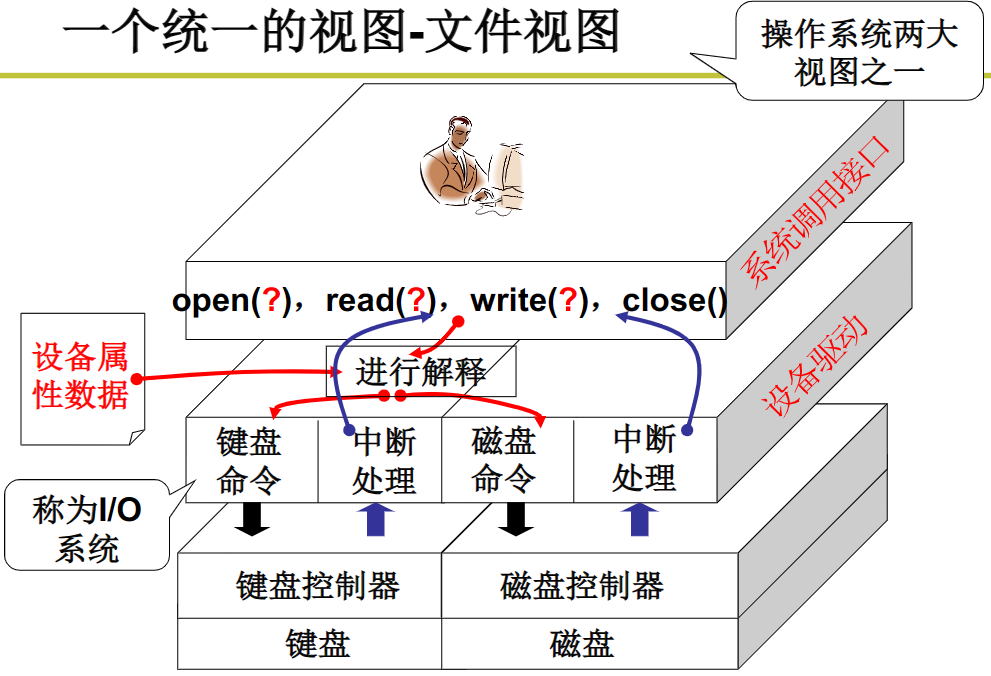 一个统一的视图-文件视图
操作系统两大
视图之一
系统调用接口
open(?)，read(?)，write(?)，close()
设备属
性数据
进行解释
设备驱动
键盘
命令
中断
处理
磁盘
命令
中断
处理
称为I/O
系统
键盘控制器
磁盘控制器
键盘
磁盘